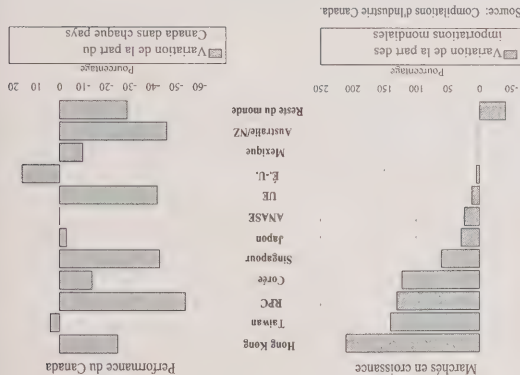 Marchés en croissance
Performance du Canada
Hong Kong
Taiwan
RPC
Corée
Singapour
Japon
ANASE
UE
É.-U.
Mexique
Australie/NZ
Reste du monde
-50 0 50 100 150 200 250
-60 -50 -40 -30 -20 -10 0 10 20
Pourcentage
Pourcentage
Variation de la part des
importations mondiales
Variation de la part du
Canada dans chaque pays
Source: Compilations d'Industrie Canada.